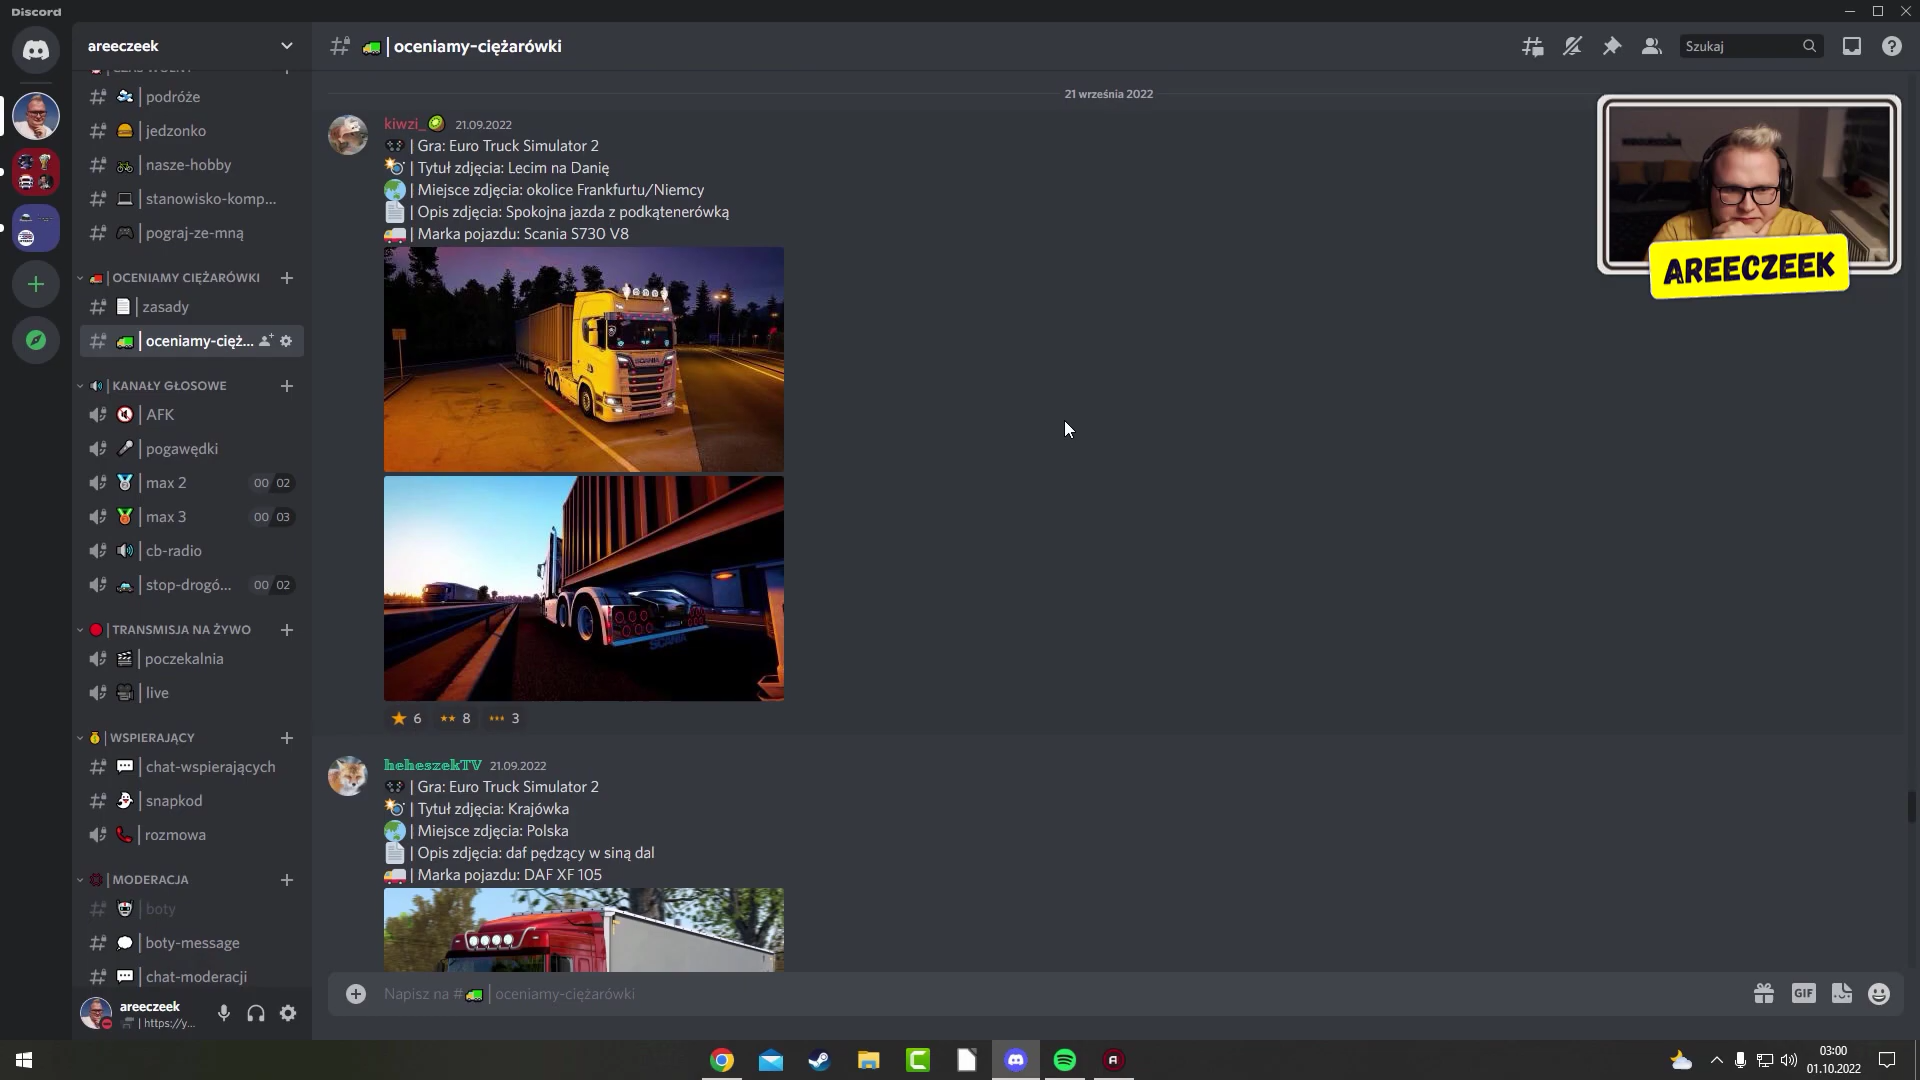 Discord
areeczeek
| oceniamy-ciężarówki
Szukaj
| podróże
| jedzonko
| nasze-hobby
| stanowisko-komp...
| pograj-ze-mną
| OCENIAMY CIĘŻARÓWKI
| zasady
| oceniamy-cięż...
| KANAŁY GŁOSOWE
| AFK
| pogawędki
| max 2 00 02
| max 3 00 03
| cb-radio
| stop-drogó... 00 02
| TRANSMISJA NA ŻYWO
| poczekalnia
| live
| WSPIERAJĄCY
| chat-wspierających
| snapkod
| rozmowa
| MODERACJA
| boty
| boty-message
| chat-moderacji
areeczeek
| https://y...
21 września 2022
kiwzi_ 21.09.2022
| Gra: Euro Truck Simulator 2
| Tytuł zdjęcia: Lecim na Danię
| Miejsce zdjęcia: okolice Frankfurtu/Niemcy
| Opis zdjęcia: Spokojna jazda z podkątenerówką
| Marka pojazdu: Scania S730 V8
SCANIA
6 8 3
heheszekTV 21.09.2022
| Gra: Euro Truck Simulator 2
| Tytuł zdjęcia: Krajówka
| Miejsce zdjęcia: Polska
| Opis zdjęcia: daf pędzący w siną dal
| Marka pojazdu: DAF XF 105
Napisz na # | oceniamy-ciężarówki
GIF
AREECZEEK
03:00
01.10.2022